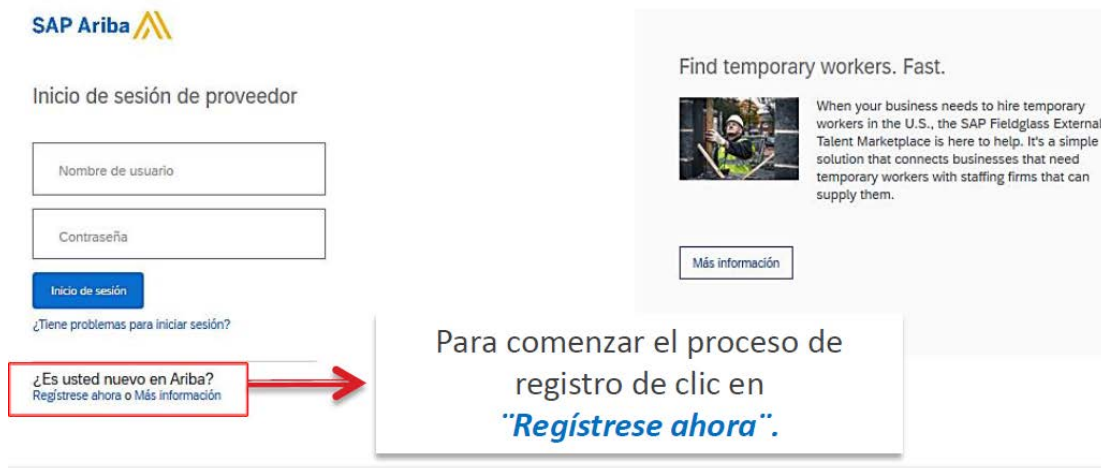 SAP Ariba
Inicio de sesión de proveedor
Nombre de usuario
Contraseña
Inicio de sesión
¿Tiene problemas para iniciar sesión?
¿Es usted nuevo en Ariba?
Regístrese ahora o Más información
Find temporary workers. Fast.
When your business needs to hire temporary
workers in the U.S., the SAP Fieldglass External
Talent Marketplace is here to help. It's a simple
solution that connects businesses that need
temporary workers with staffing firms that can
supply them.
Más información
Para comenzar el proceso de
registro de clic en
¨Regístrese ahora¨.